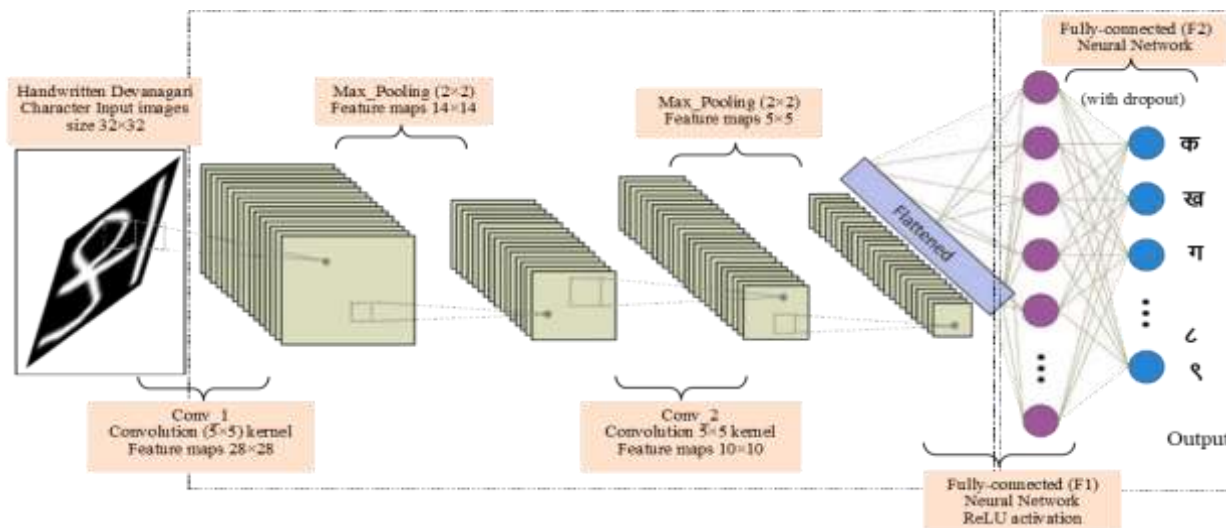 Fully-connected (F2)
Neural Network
Handwritten Devanagari
Character Input images
size 32×32
Max_Pooling (2×2)
Feature maps 14×14
Max_Pooling (2×2)
Feature maps 5×5
(with dropout)
क
ख
ग
८
९
Flattened
Conv_1
Convolution (5×5) kernel
Feature maps 28×28
Conv_2
Convolution 5×5 kernel
Feature maps 10×10
Output
Fully-connected (F1)
Neural Network
ReLU activation